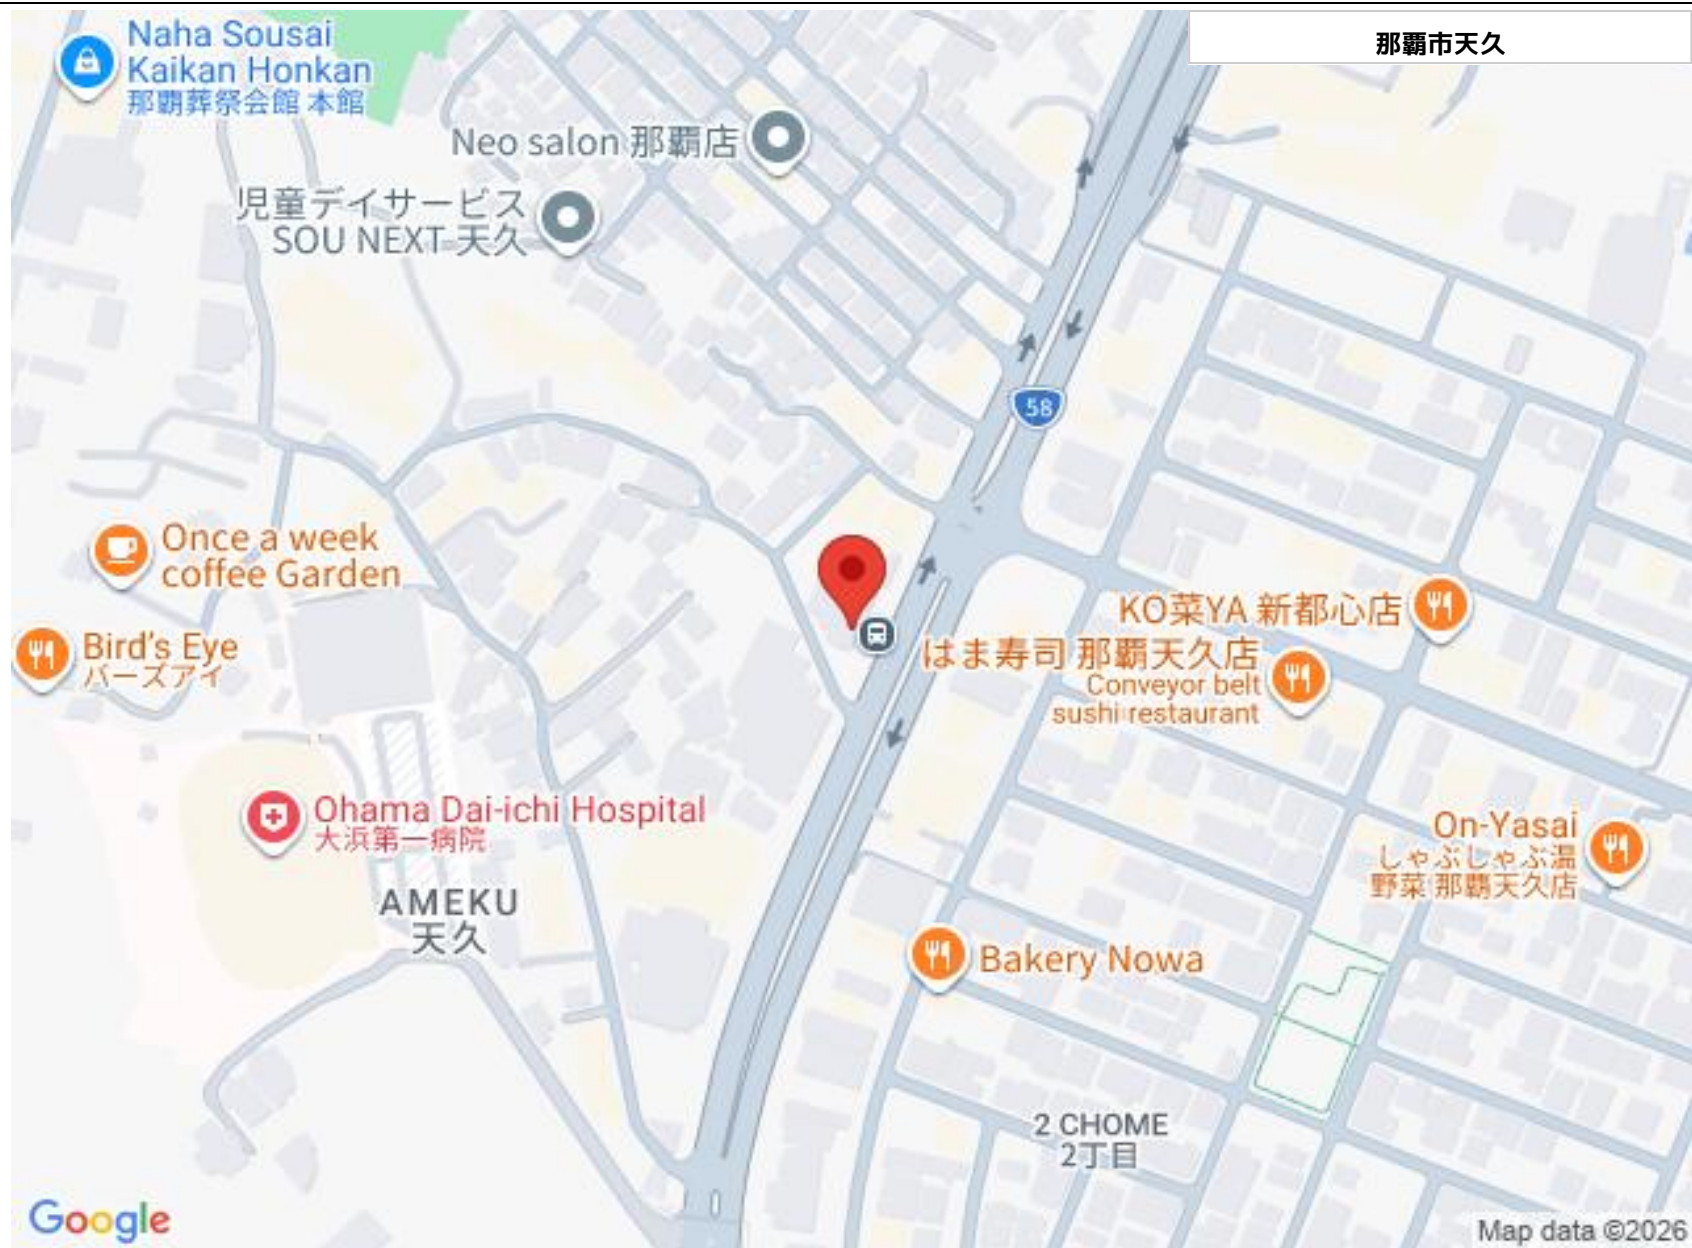 Naha Sousai
Kaikan Honkan
那覇葬祭会館 本館
那覇市天久
Neo salon 那覇店
児童デイサービス
SOU NEXT 天久
58
Once a week
coffee Garden
KO菜YA 新都心店
Bird's Eye
バーズアイ
はま寿司 那覇天久店
Conveyor belt
sushi restaurant
Ohama Dai-ichi Hospital
大浜第一病院
On-Yasai
しゃぶしゃぶ温
野菜 那覇天久店
AMEKU
天久
Bakery Nowa
2 CHOME
2丁目
Google
Map data ©2026